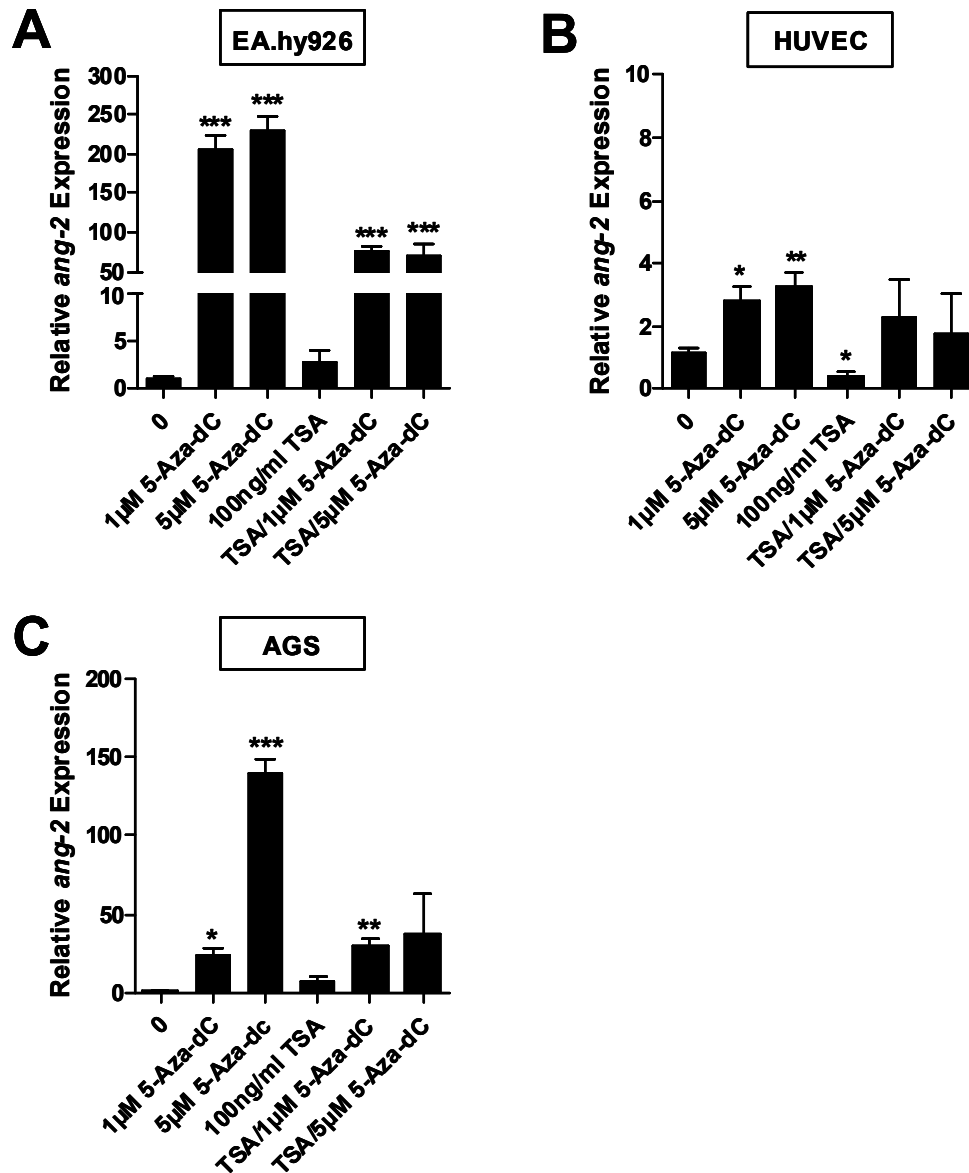 A
EA.hy926
Relative ang-2 Expression
300
250
200
150
100
50
10
5
0
***
***
***
***
0
1µM 5-Aza-dC
5µM 5-Aza-dC
100ng/ml TSA
TSA/1µM 5-Aza-dC
TSA/5µM 5-Aza-dC
B
HUVEC
Relative ang-2 Expression
10
8
6
4
2
0
*
**
*
0
1µM 5-Aza-dC
5µM 5-Aza-dC
100ng/ml TSA
TSA/1µM 5-Aza-dC
TSA/5µM 5-Aza-dC
C
AGS
Relative ang-2 Expression
200
150
100
50
0
*
***
**
0
1µM 5-Aza-dC
5µM 5-Aza-dc
100ng/ml TSA
TSA/1µM 5-Aza-dC
TSA/5µM 5-Aza-dC